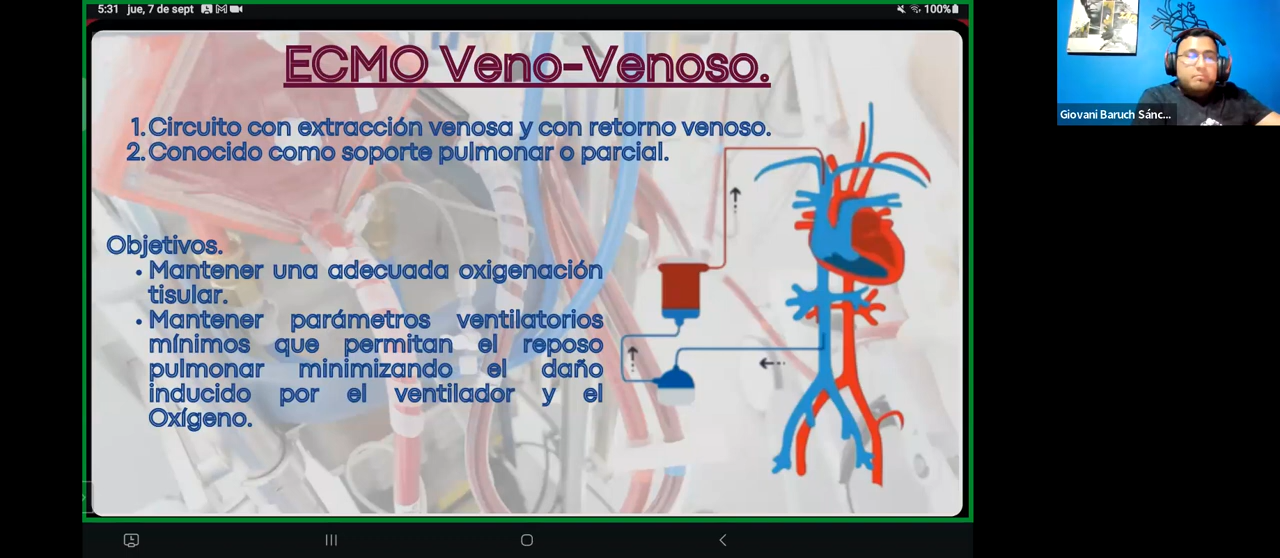 5:31 jue, 7 de sept 100%
ECMO Veno-Venoso.
1. Circuito con extracción venosa y con retorno venoso.
2. Conocido como soporte pulmonar o parcial.
Objetivos.
• Mantener una adecuada oxigenación
tisular.
• Mantener parámetros ventilatorios
mínimos que permitan el reposo
pulmonar minimizando el daño
inducido por el ventilador y el
Oxígeno.
Giovani Baruch Sánc...